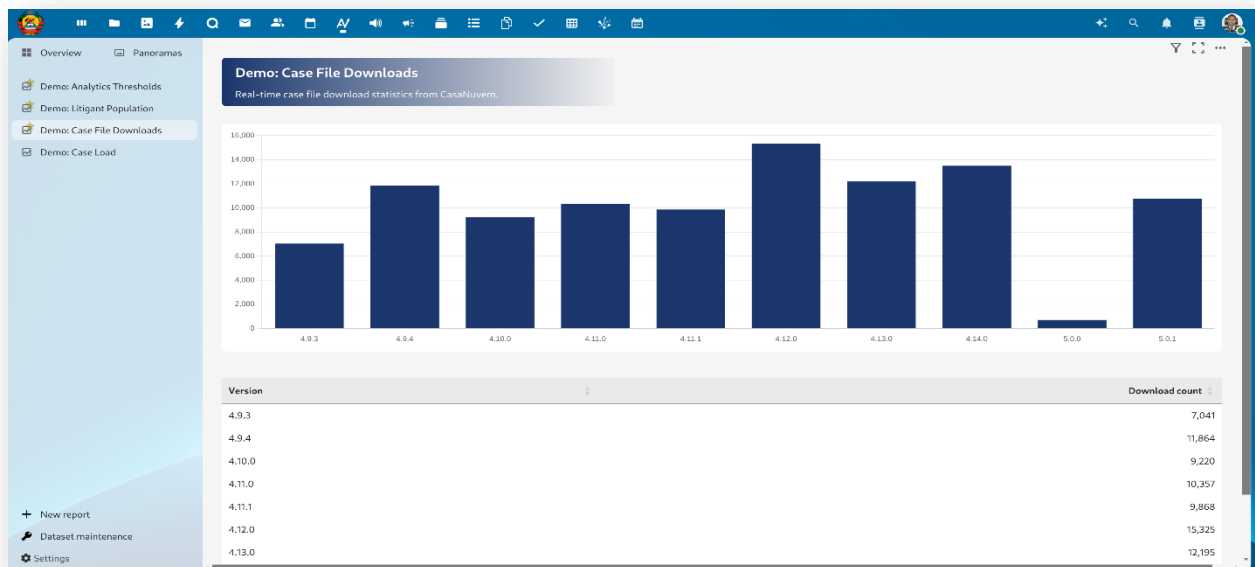 Overview
Panoramas
Demo: Analytics Thresholds
Demo: Litigant Population
Demo: Case File Downloads
Demo: Case Load
New report
Dataset maintenance
Settings
Demo: Case File Downloads
Real-time case file download statistics from CasaNuvem.
16,000
14,000
12,000
10,000
8,000
6,000
4,000
2,000
0
4.9.3 4.9.4 4.10.0 4.11.0 4.11.1 4.12.0 4.13.0 4.14.0 5.0.0 5.0.1
Version Download count
4.9.3 7,041
4.9.4 11,864
4.10.0 9,220
4.11.0 10,357
4.11.1 9,868
4.12.0 15,325
4.13.0 12,195